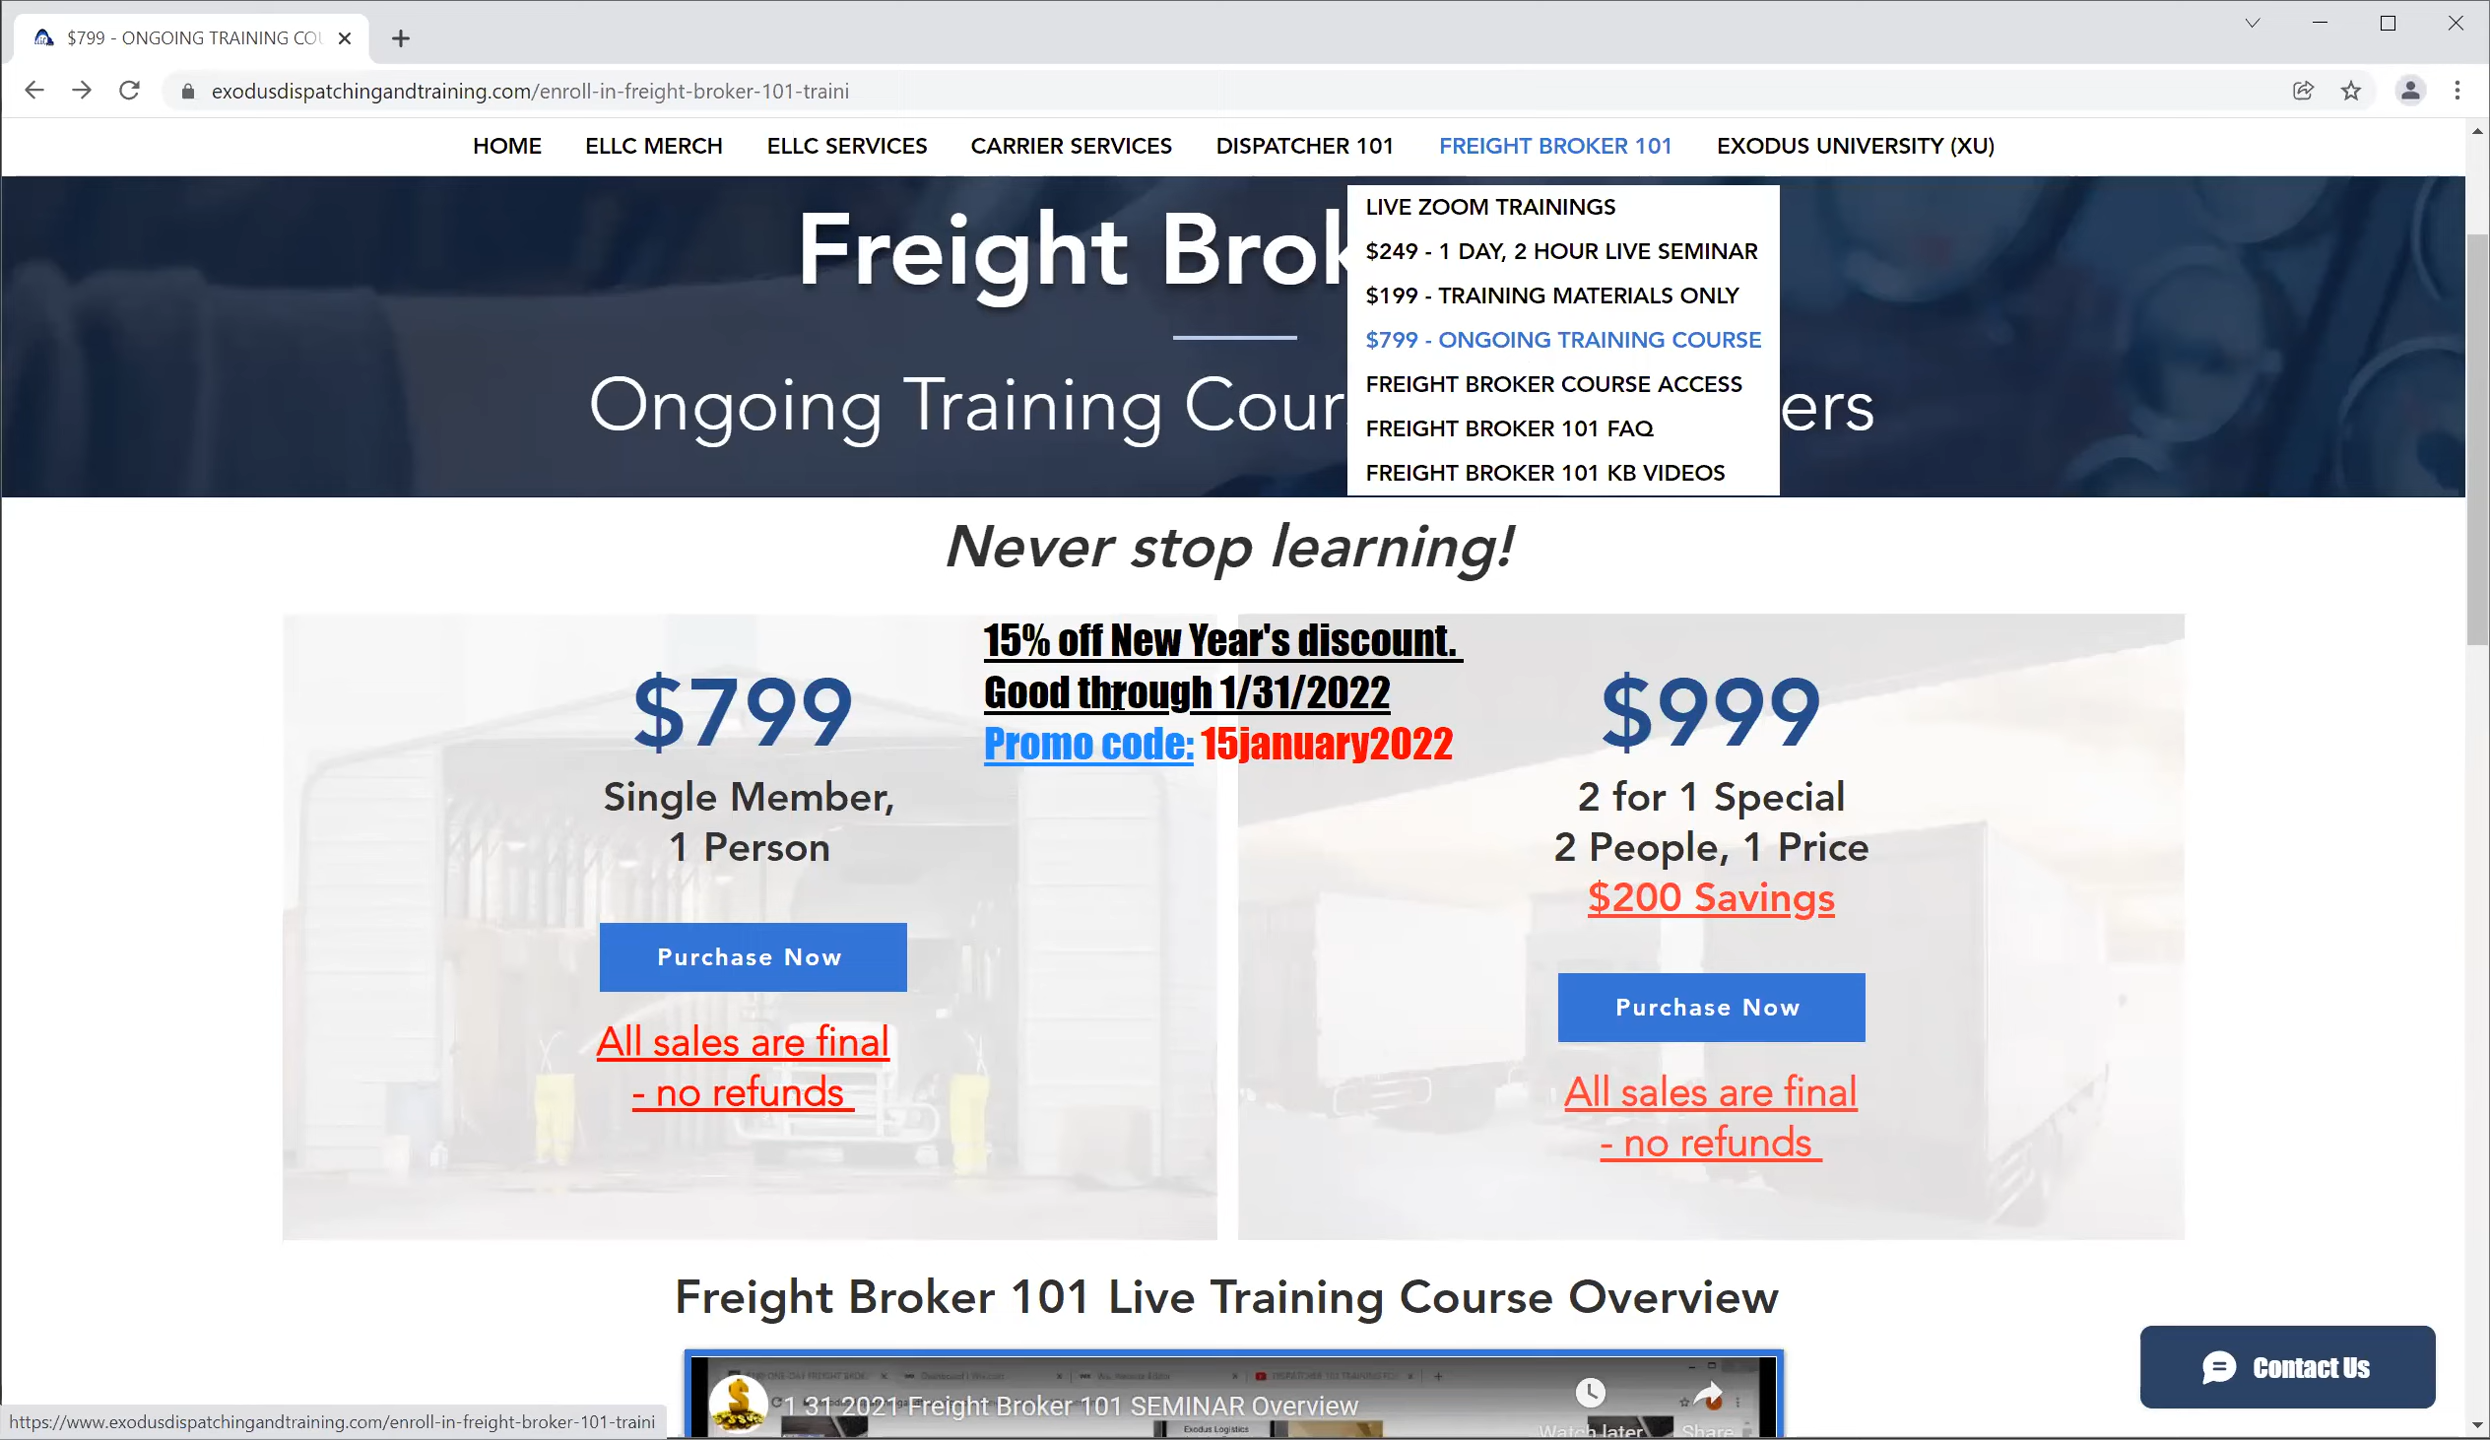 $799 - ONGOING TRAINING COU
exodusdispatchingandtraining.com/enroll-in-freight-broker-101-traini
HOME ELLC MERCH ELLC SERVICES CARRIER SERVICES DISPATCHER 101 FREIGHT BROKER 101 EXODUS UNIVERSITY (XU)
LIVE ZOOM TRAININGS
$249 - 1 DAY, 2 HOUR LIVE SEMINAR
$199 - TRAINING MATERIALS ONLY
$799 - ONGOING TRAINING COURSE
FREIGHT BROKER COURSE ACCESS
FREIGHT BROKER 101 FAQ
FREIGHT BROKER 101 KB VIDEOS
Freight Brok
Ongoing Training Cour ers
Never stop learning!
15% off New Year's discount.
Good through 1/31/2022
Promo code: 15january2022
$799
Single Member,
1 Person
Purchase Now
All sales are final
- no refunds
$999
2 for 1 Special
2 People, 1 Price
$200 Savings
Purchase Now
All sales are final
- no refunds
Freight Broker 101 Live Training Course Overview
1 31 2021 Freight Broker 101 SEMINAR Overview
Watch later Share
Exodus Logistics
Contact Us
https://www.exodusdispatchingandtraining.com/enroll-in-freight-broker-101-traini